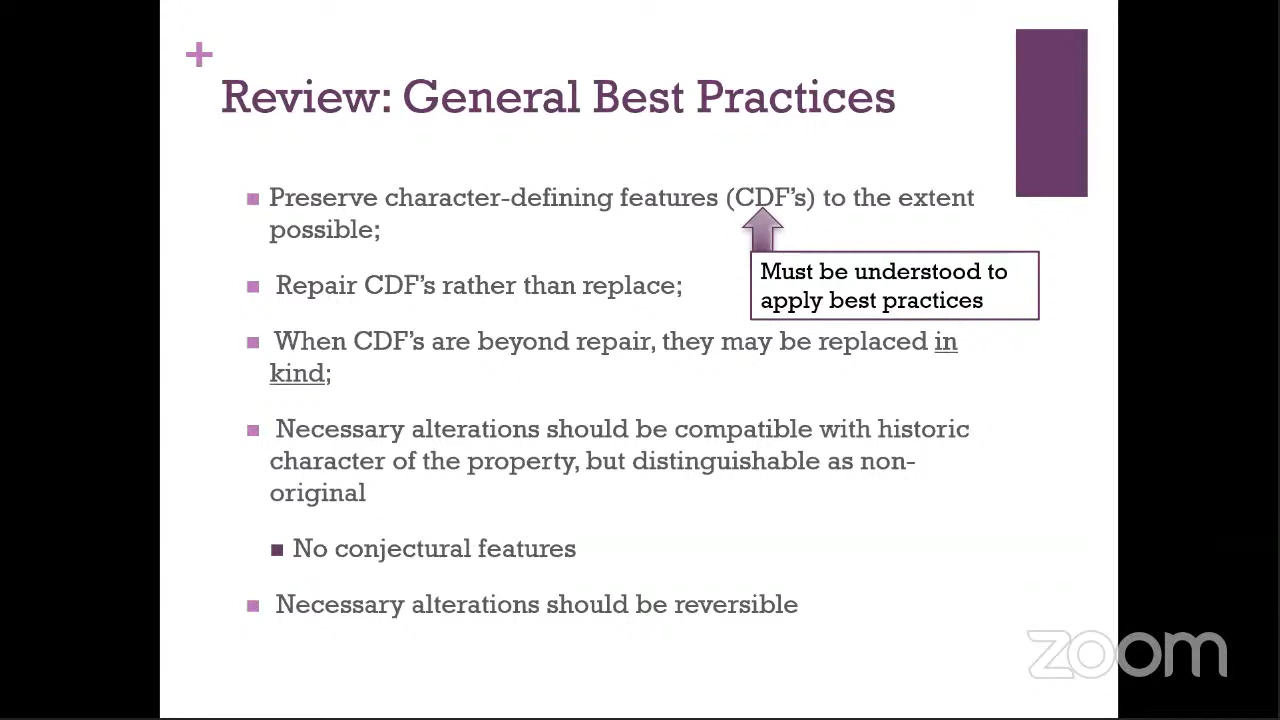 +
Review: General Best Practices
Preserve character-defining features (CDF's) to the extent
possible;
Must be understood to
apply best practices
Repair CDF's rather than replace;
When CDF's are beyond repair, they may be replaced in
kind;
Necessary alterations should be compatible with historic
character of the property, but distinguishable as non-
original
No conjectural features
Necessary alterations should be reversible
zoom